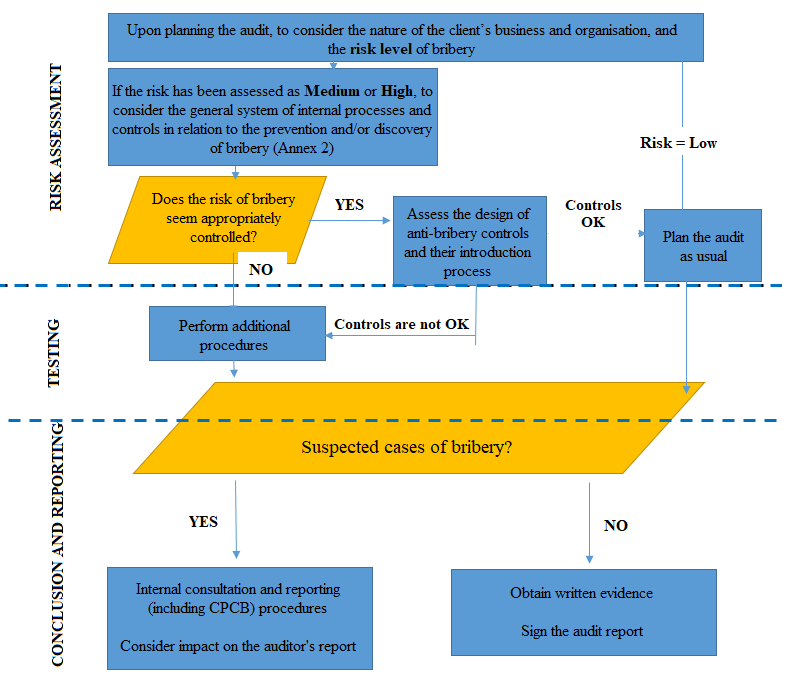 Upon planning the audit, to consider the nature of the client's business and organisation, and
the risk level of bribery
RISK ASSESSMENT
If the risk has been assessed as Medium or High, to
consider the general system of internal processes and
controls in relation to the prevention and/or discovery
of bribery (Annex 2)
Risk = Low
Does the risk of bribery
seem appropriately
controlled?
YES
Assess the design of
anti-bribery controls
and their introduction
process
Controls
OK
Plan the audit
as usual
NO
TESTING
Perform additional
procedures
Controls are not OK
Suspected cases of bribery?
CONCLUSION AND REPORTING
YES
NO
Internal consultation and reporting
(including CPCB) procedures
Consider impact on the auditor's report
Obtain written evidence
Sign the audit report